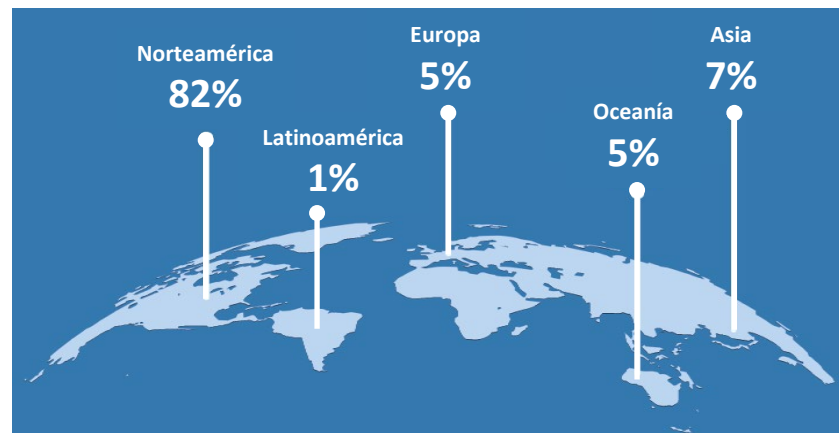 Norteamérica
82%
Latinoamérica
1%
Europa
5%
Oceanía
5%
Asia
7%